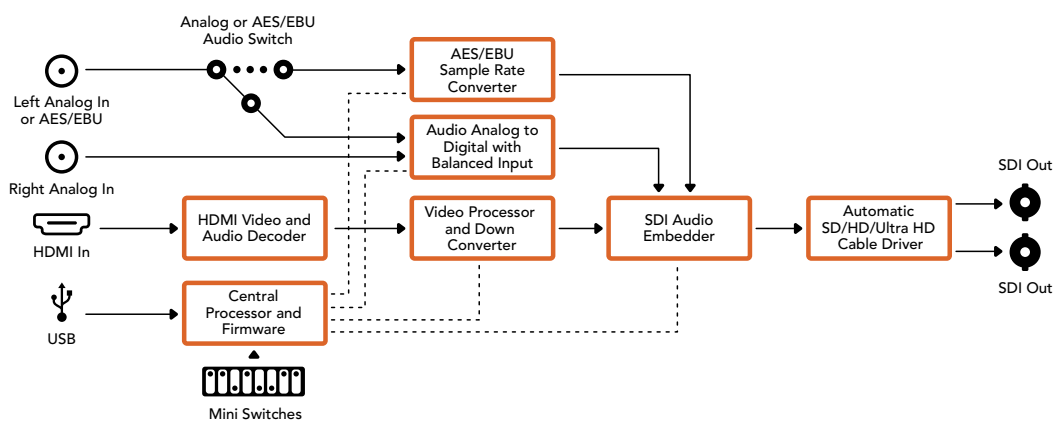 Analog or AES/EBU
Audio Switch
Left Analog In
or AES/EBU
AES/EBU
Sample Rate
Converter
Right Analog In
Audio Analog to
Digital with
Balanced Input
HDMI In
HDMI Video and
Audio Decoder
Video Processor
and Down
Converter
SDI Audio
Embedder
Automatic
SD/HD/Ultra HD
Cable Driver
SDI Out
SDI Out
USB
Central
Processor and
Firmware
Mini Switches